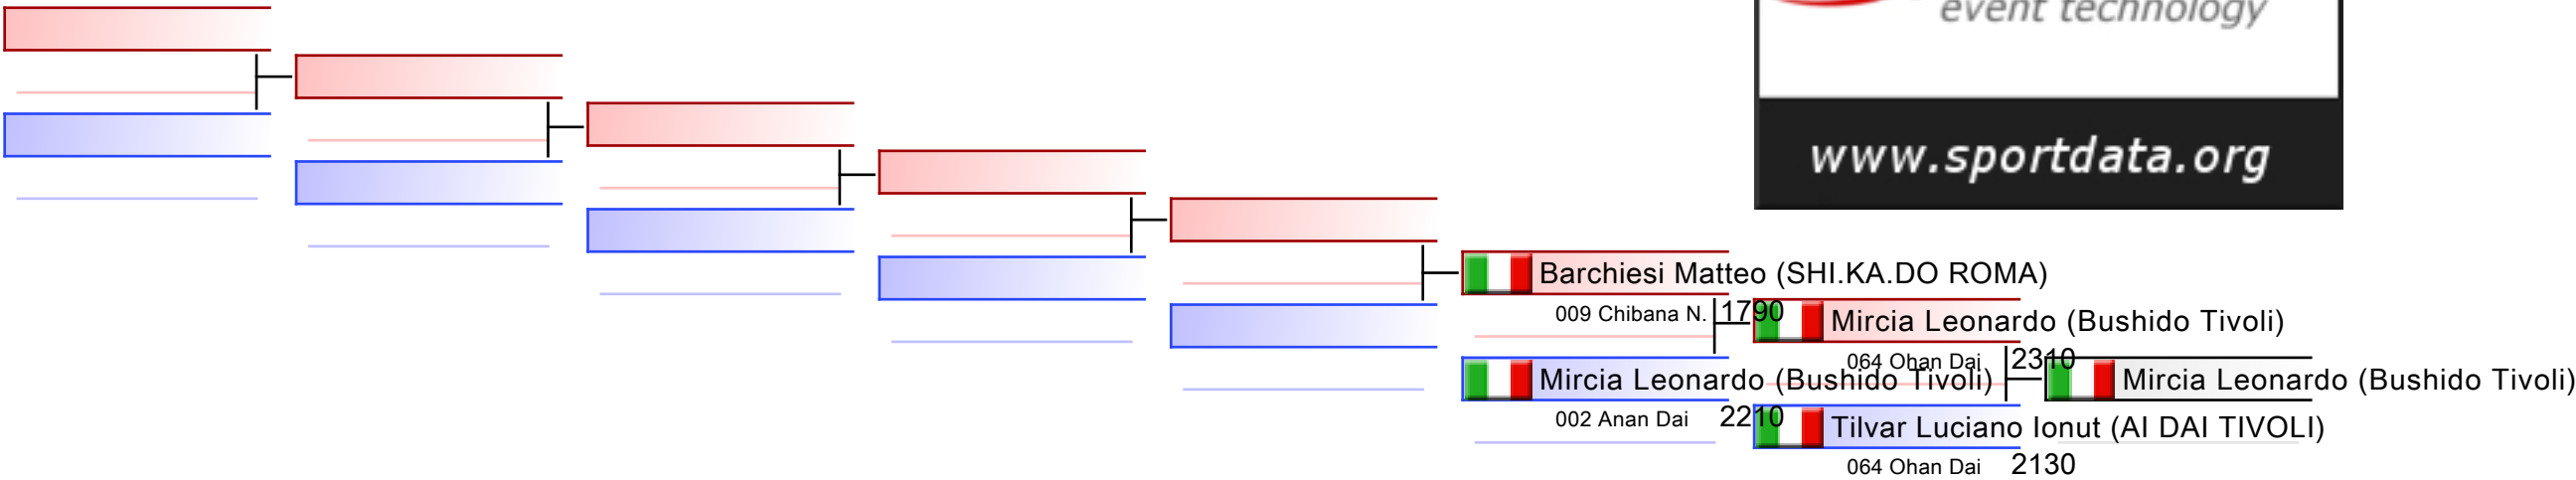 event technology
www.sportdata.org
Barchiesi Matteo (SHI.KA.DO ROMA)
009 Chibana N. 1790
Mircia Leonardo (Bushido Tivoli)
064 Ohan Dai 2310
Mircia Leonardo (Bushido Tivoli)
Mircia Leonardo (Bushido Tivoli)
002 Anan Dai 2210
Tilvar Luciano Ionut (AI DAI TIVOLI)
064 Ohan Dai 2130